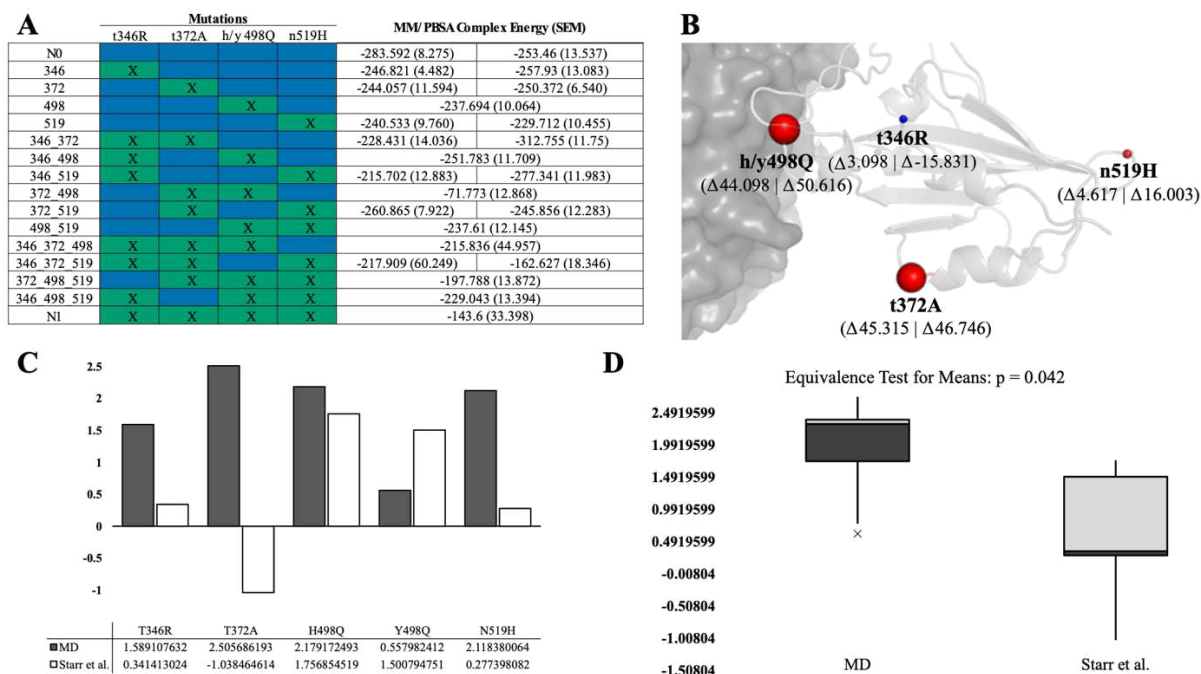 A
Mutations
t346R t372A h/y 498Q n519H
MM/PBSA Complex Energy (SEM)
N0 -283.592 (8.275) -253.46 (13.537)
346 X -246.821 (4.482) -257.93 (13.083)
372 X -244.057 (11.594) -250.372 (6.540)
498 X -237.694 (10.064)
519 X -240.533 (9.760) -229.712 (10.455)
346_372 X X -228.431 (14.036) -312.755 (11.75)
346_498 X X -251.783 (11.709)
346_519 X X -215.702 (12.883) -277.341 (11.983)
372_498 X X -71.773 (12.868)
372_519 X X -260.865 (7.922) -245.856 (12.283)
498_519 X X -237.61 (12.145)
346_372_498 X X X -215.836 (44.957)
346_372_519 X X X -217.909 (60.249) -162.627 (18.346)
372_498_519 X X X -197.788 (13.872)
346_498_519 X X X -229.043 (13.394)
N1 X X X X -143.6 (33.398)
B
t346R
(Δ3.098 | Δ-15.831)
h/y498Q
(Δ44.098 | Δ50.616)
n519H
(Δ4.617 | Δ16.003)
t372A
(Δ45.315 | Δ46.746)
C
2.5
2
1.5
1
0.5
0
-0.5
-1
T346R T372A H498Q Y498Q N519H
MD 1.589107632 2.505686193 2.179172493 0.557982412 2.118380064
Starr et al. 0.341413024 -1.038464614 1.756854519 1.500794751 0.277398082
D
Equivalence Test for Means: p = 0.042
2.4919599
1.9919599
1.4919599
0.9919599
0.4919599
-0.00804
-0.50804
-1.00804
-1.50804
MD Starr et al.